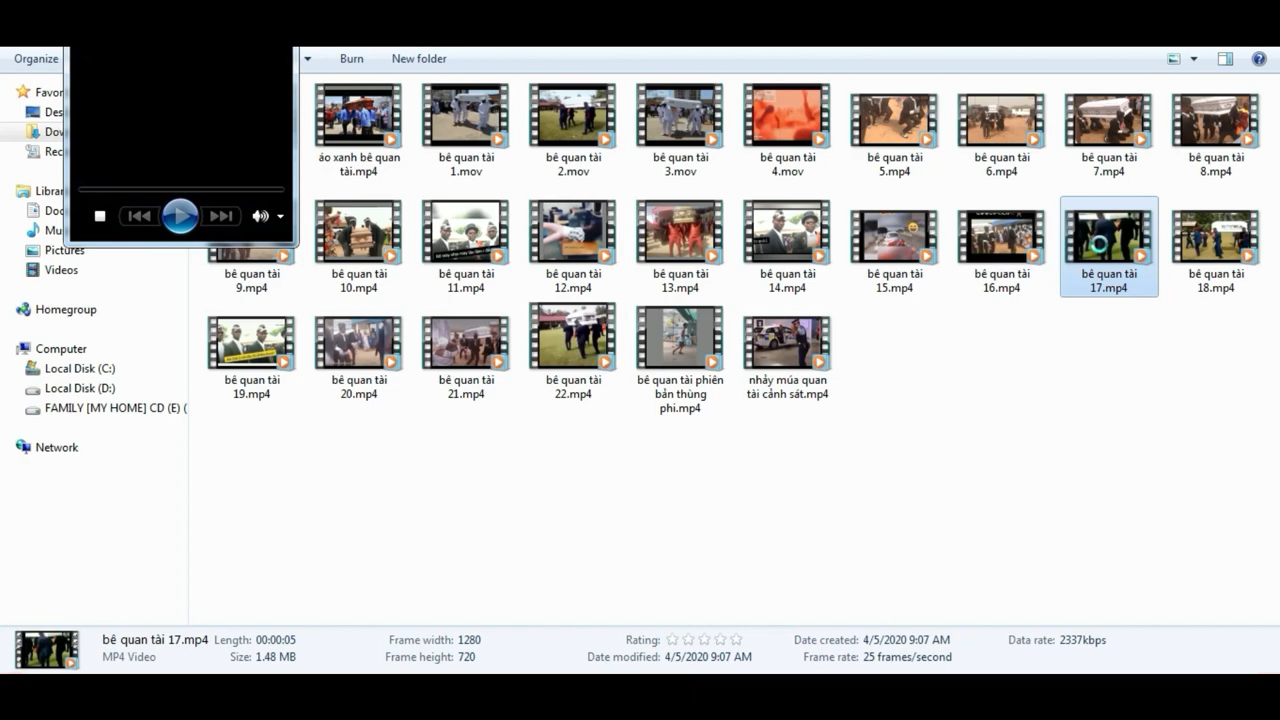 Organize
Burn
New folder
Favor
Des
Dov
Rec
Librar
Doc
Mu
Pictures
Videos
Homegroup
Computer
Local Disk (C:)
Local Disk (D:)
FAMILY [MY HOME] CD (E) (
Network
áo xanh bê quan
tài.mp4
bê quan tài
1.mov
bê quan tài
2.mov
bê quan tài
3.mov
bê quan tài
4.mov
bê quan tài
5.mp4
bê quan tài
6.mp4
bê quan tài
7.mp4
bê quan tài
8.mp4
bê quan tài
9.mp4
bê quan tài
10.mp4
bê quan tài
11.mp4
bê quan tài
12.mp4
bê quan tài
13.mp4
bê quan tài
14.mp4
bê quan tài
15.mp4
bê quan tài
16.mp4
bê quan tài
17.mp4
bê quan tài
18.mp4
bê quan tài
19.mp4
bê quan tài
20.mp4
bê quan tài
21.mp4
bê quan tài
22.mp4
bê quan tài phiên
bản thùng
phi.mp4
nhảy múa quan
tài cảnh sát.mp4
bê quan tài 17.mp4 Length: 00:00:05 Frame width: 1280 Rating: Date created: 4/5/2020 9:07 AM Data rate: 2337kbps
MP4 Video Size: 1.48 MB Frame height: 720 Date modified: 4/5/2020 9:07 AM Frame rate: 25 frames/second